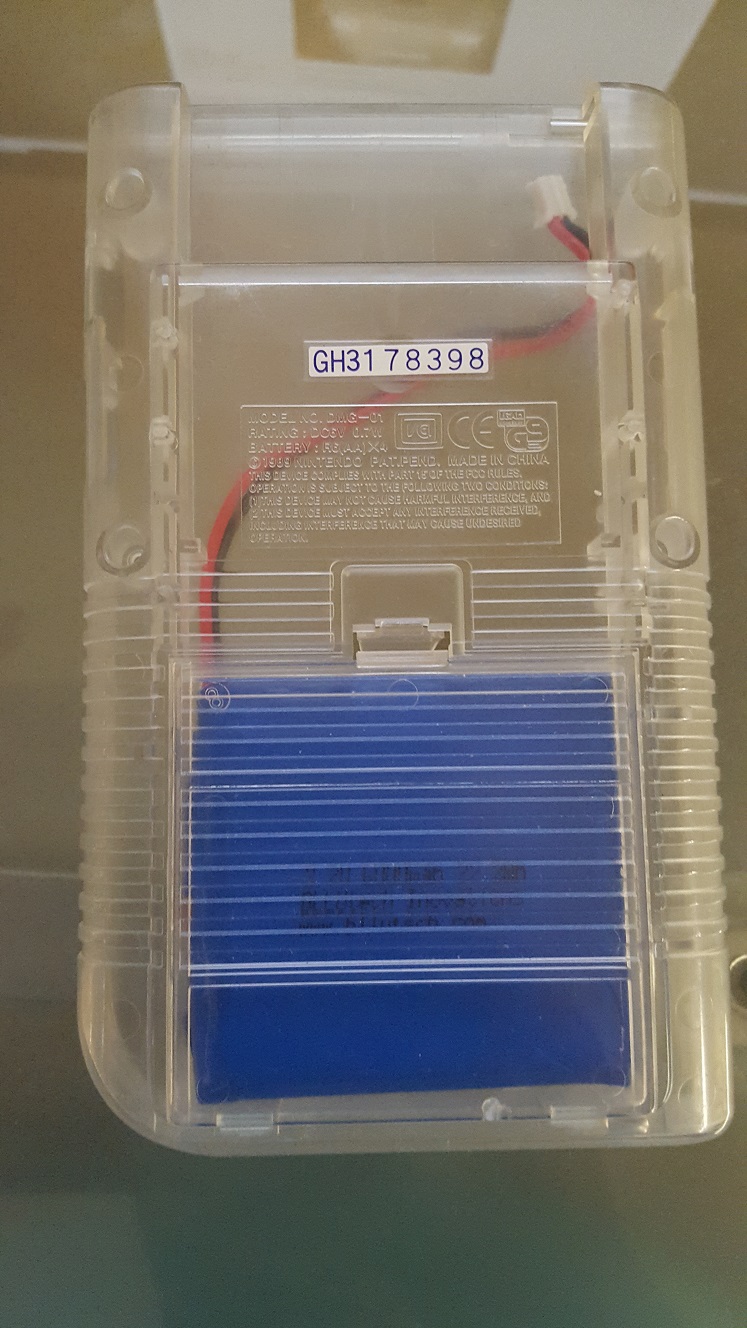 GH3178398
MODEL NO. DMG-01
RATING : DC6V 0.7W
BATTERY : R6(AA)X4
CE
LEAD
GS
©1989 NINTENDO PAT.PEND. MADE IN CHINA
THIS DEVICE COMPLIES WITH PART 15 OF THE FCC RULES.
OPERATION IS SUBJECT TO THE FOLLOWING TWO CONDITIONS:
THIS DEVICE MAY NOT CAUSE HARMFUL INTERFERENCE, AND
THIS DEVICE MUST ACCEPT ANY INTERFERENCE RECEIVED,
INCLUDING INTERFERENCE THAT MAY CAUSE UNDESIRED
OPERATION.